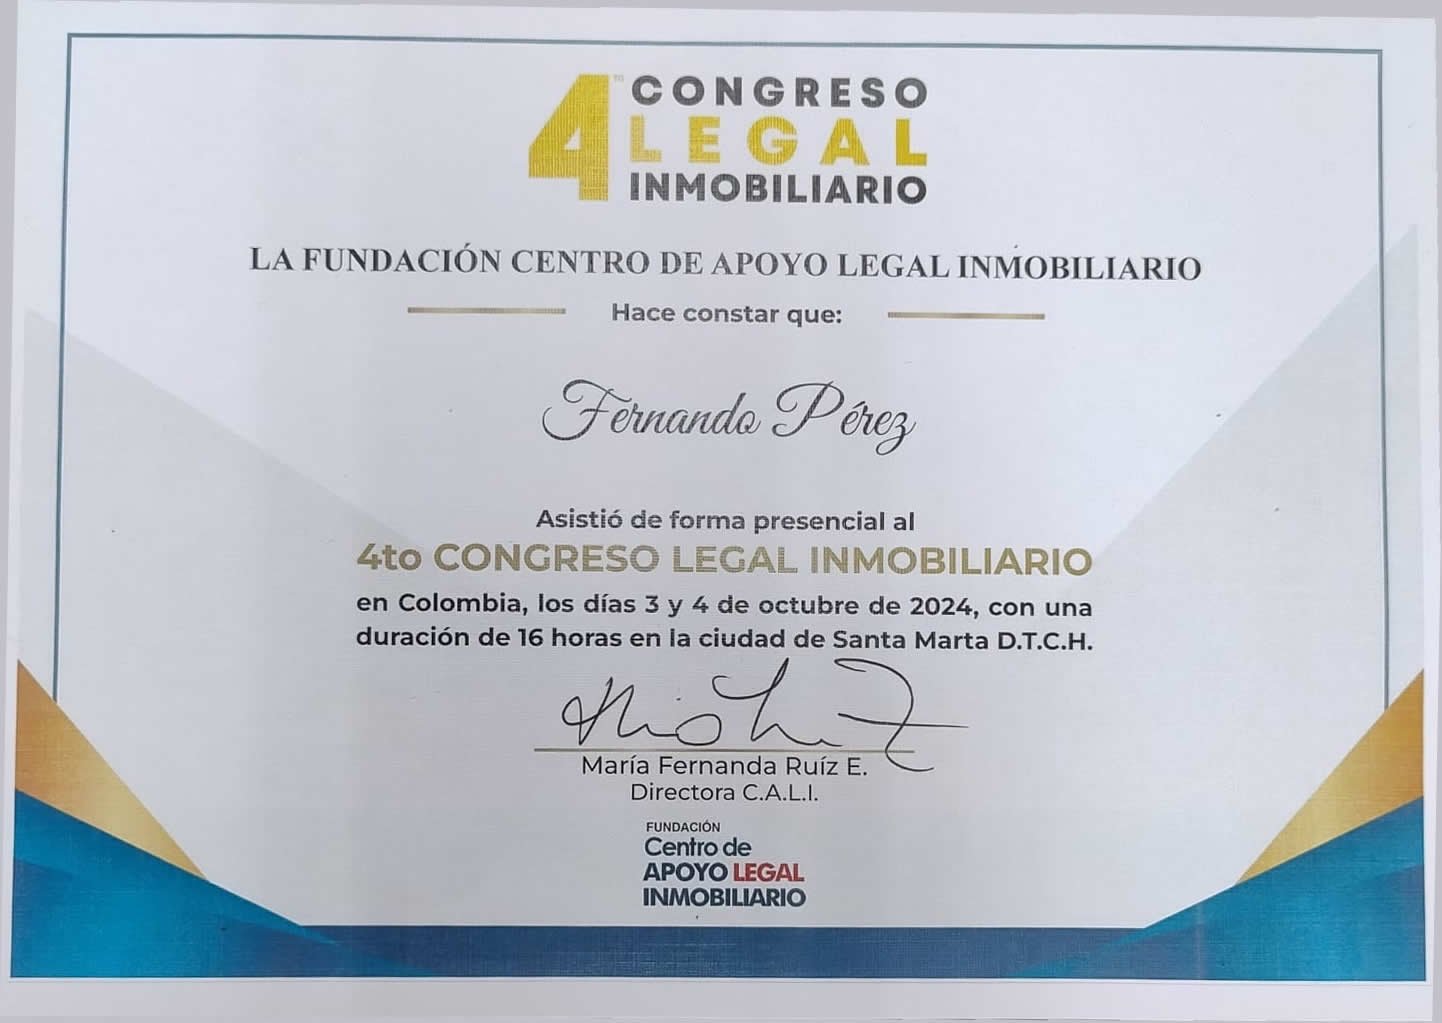 4TO CONGRESO
LEGAL
INMOBILIARIO
LA FUNDACIÓN CENTRO DE APOYO LEGAL INMOBILIARIO
Hace constar que:
Fernando Pérez
Asistió de forma presencial al
4to CONGRESO LEGAL INMOBILIARIO
en Colombia, los días 3 y 4 de octubre de 2024, con una
duración de 16 horas en la ciudad de Santa Marta D.T.C.H.
María Fernanda Ruíz E.
Directora C.A.L.I.
FUNDACIÓN
Centro de
APOYO LEGAL
INMOBILIARIO